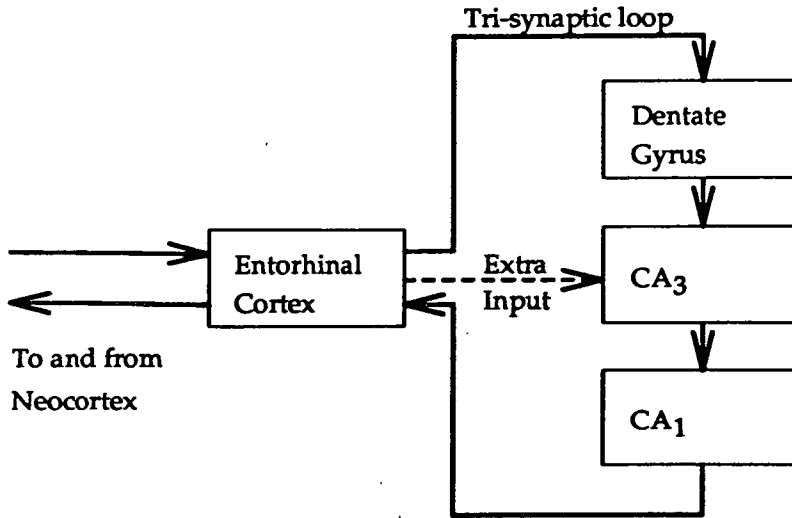 Tri-synaptic loop
Dentate
Gyrus
Entorhinal
Cortex
Extra
Input
CA3
To and from
Neocortex
CA1